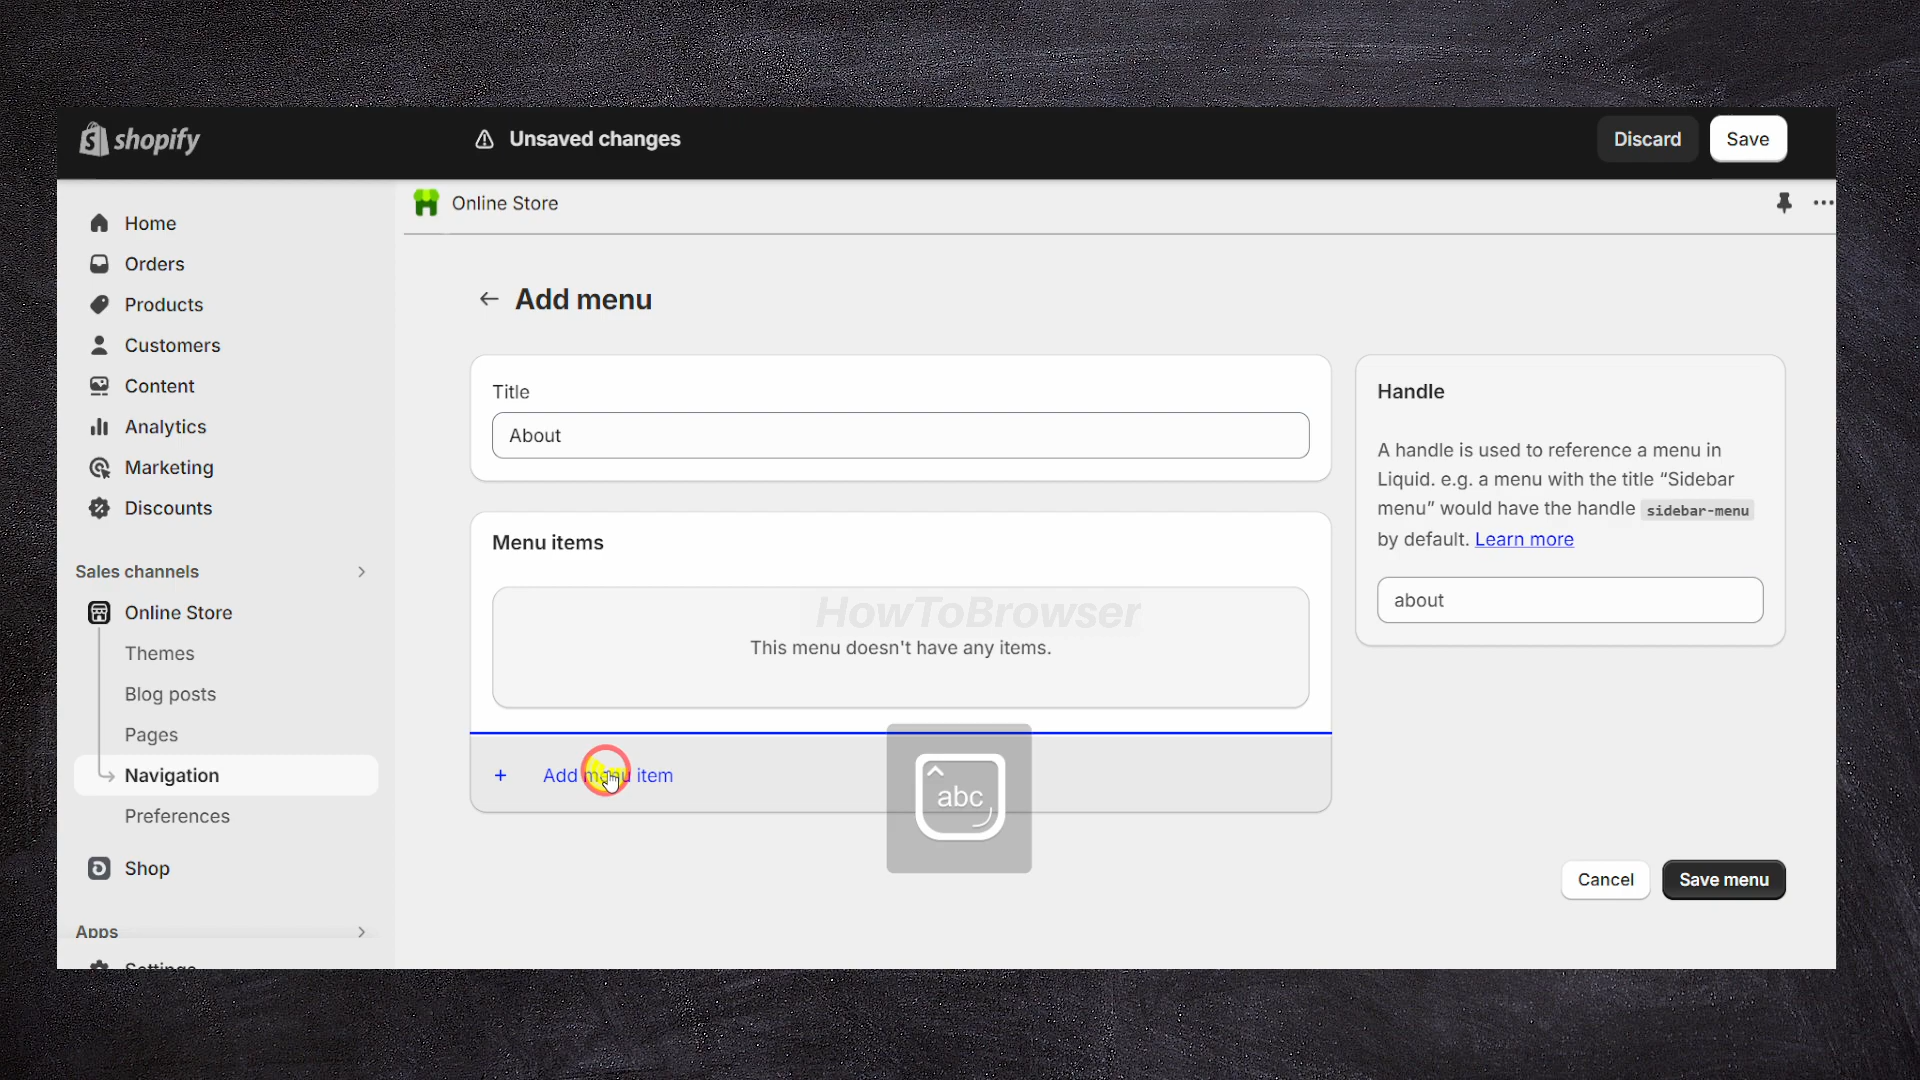 shopify
Unsaved changes
Discard
Save
Home
Orders
Products
Customers
Content
Analytics
Marketing
Discounts
Sales channels
Online Store
Themes
Blog posts
Pages
Navigation
Preferences
Shop
Apps
Settings
Online Store
Add menu
Title
About
Menu items
HowToBrowser
This menu doesn't have any items.
+ Add menu item
abc
Handle
A handle is used to reference a menu in
Liquid. e.g. a menu with the title “Sidebar
menu” would have the handle sidebar-menu
by default. Learn more
about
Cancel
Save menu